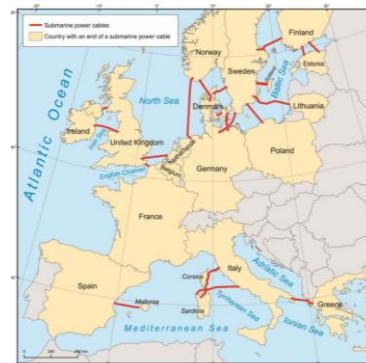 Submarine power cables
Country with an end of a submarine power cable
Norway
Finland
Sweden
Estonia
Baltic Sea
North Sea
Denmark
Lithuania
Atlantic Ocean
Ireland
Irish Sea
United Kingdom
Netherlands
Belgium
English Channel
Germany
Poland
France
Italy
Corsica
Adriatic Sea
Spain
Mallorca
Sardinia
Tyrrhenian Sea
Greece
Ionian Sea
Mediterranean Sea